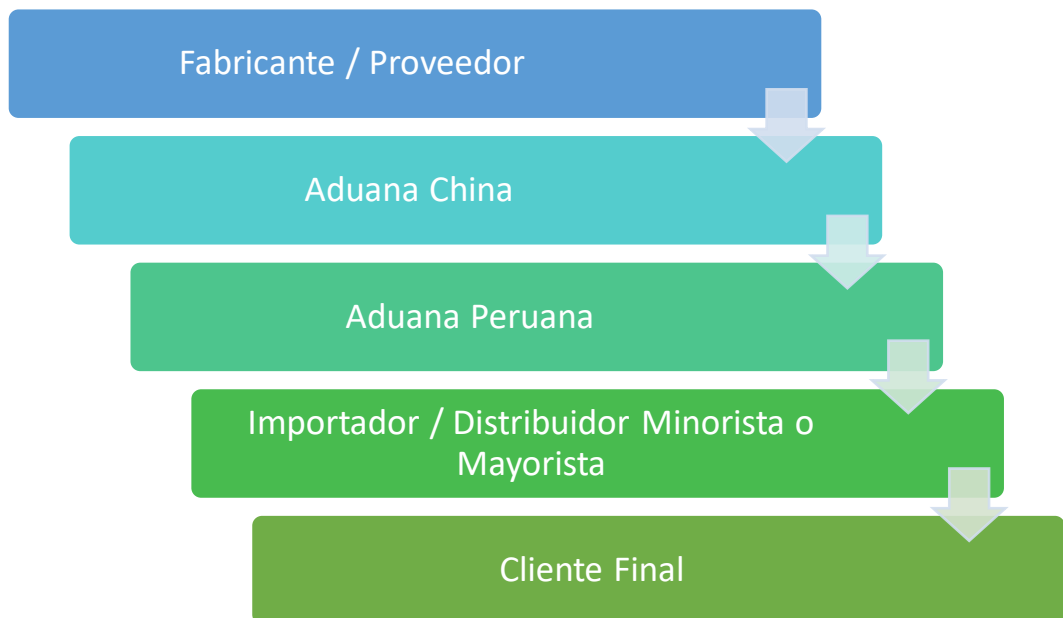 Fabricante / Proveedor
Aduana China
Aduana Peruana
Importador / Distribuidor Minorista o
Mayorista
Cliente Final